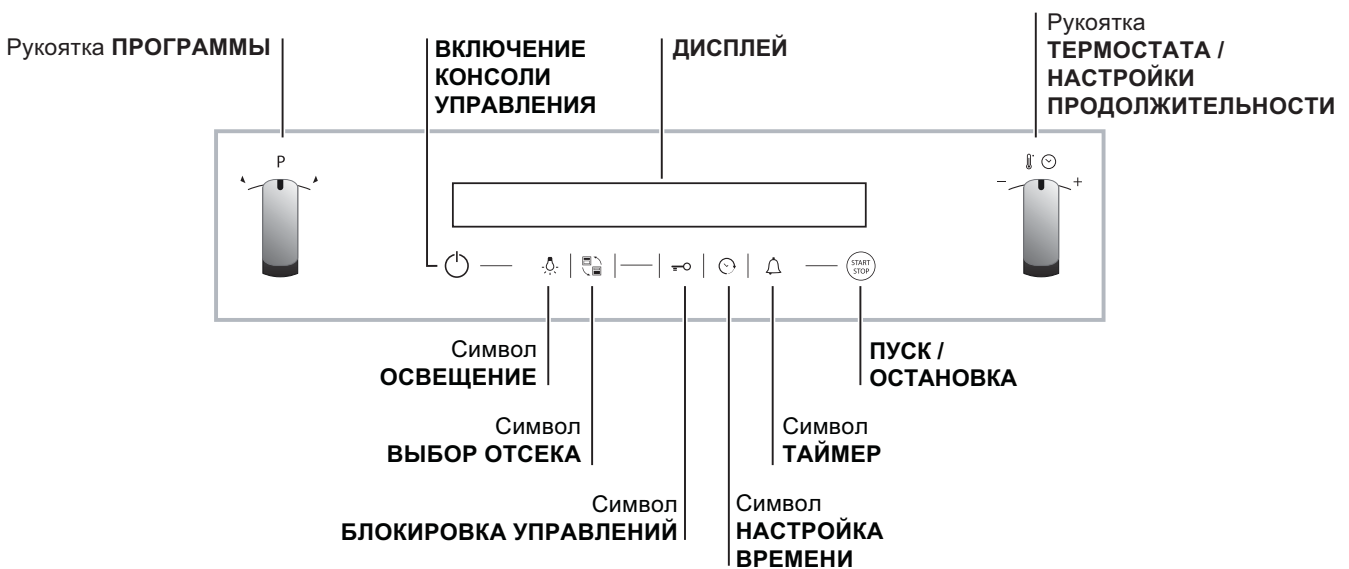 Рукоятка ПРОГРАММЫ
ВКЛЮЧЕНИЕ
КОНСОЛИ
УПРАВЛЕНИЯ
ДИСПЛЕЙ
Рукоятка
ТЕРМОСТАТА /
НАСТРОЙКИ
ПРОДОЛЖИТЕЛЬНОСТИ
P
− +
START
STOP
Символ
ОСВЕЩЕНИЕ
Символ
ВЫБОР ОТСЕКА
Символ
БЛОКИРОВКА УПРАВЛЕНИЙ
Символ
НАСТРОЙКА
ВРЕМЕНИ
Символ
ТАЙМЕР
ПУСК /
ОСТАНОВКА